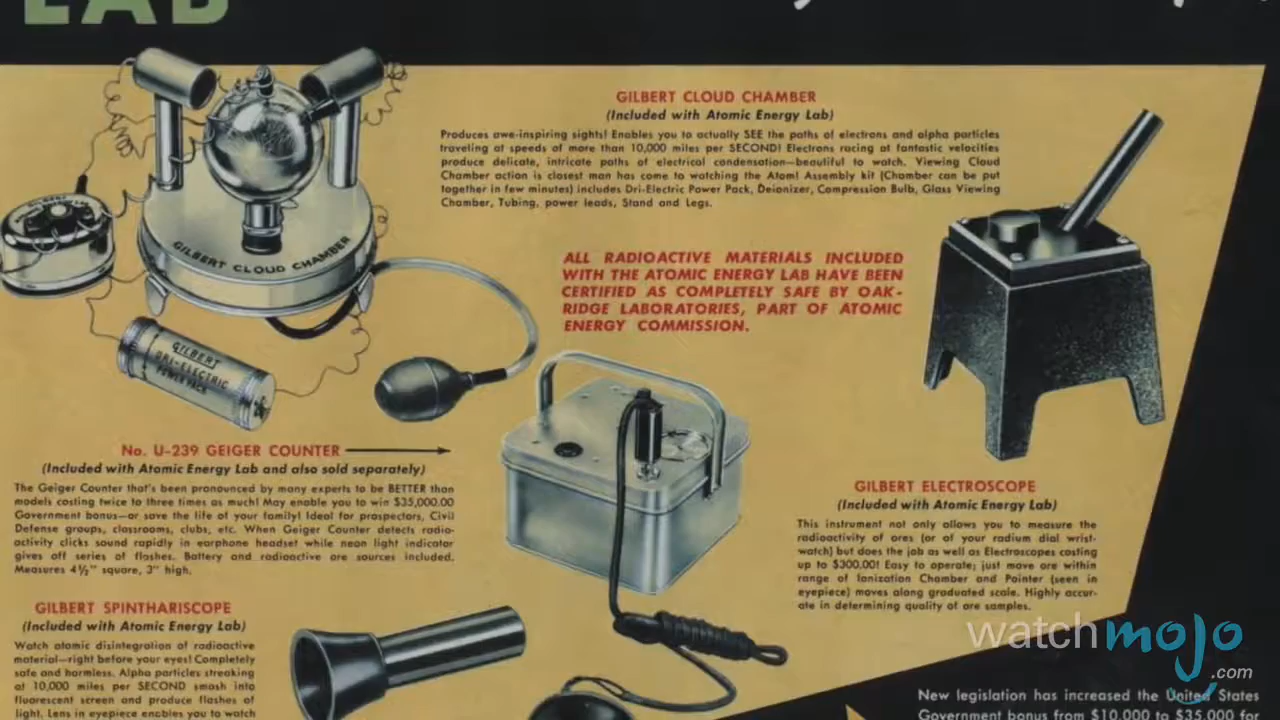 LAB
GILBERT CLOUD CHAMBER
(Included with Atomic Energy Lab)
Produces awe-inspiring sights! Enables you to actually SEE the paths of electrons and alpha particles
traveling at speeds of more than 10,000 miles per SECOND! Electrons racing at fantastic velocities
produce delicate, intricate paths of electrical condensation—beautiful to watch. Viewing Cloud
Chamber action is closest man has come to watching the Atom! Assembly kit (Chamber can be put
together in few minutes) includes Dri-Electric Power Pack, Deionizer, Compression Bulb, Glass Viewing
Chamber, Tubing, power leads, Stand and Legs.
GILBERT CLOUD CHAMBER
ALL RADIOACTIVE MATERIALS INCLUDED
WITH THE ATOMIC ENERGY LAB HAVE BEEN
CERTIFIED AS COMPLETELY SAFE BY OAK-
RIDGE LABORATORIES, PART OF ATOMIC
ENERGY COMMISSION.
GILBERT
DRI-ELECTRIC
POWER PACK
No. U-239 GEIGER COUNTER
(Included with Atomic Energy Lab and also sold separately)
The Geiger Counter that's been pronounced by many experts to be BETTER than
models costing twice to three times as much! May enable you to win $35,000.00
Government bonus—or save the life of your family! Ideal for prospectors, Civil
Defense groups, classrooms, clubs, etc. When Geiger Counter detects radio-
activity clicks sound rapidly in earphone headset while neon light indicator
gives off series of flashes. Battery and radioactive are sources included.
Measures 4½" square, 3" high.
GILBERT ELECTROSCOPE
(Included with Atomic Energy Lab)
This instrument not only allows you to measure the
radioactivity of ores (or of your radium dial wrist-
watch) but does the job as well as Electroscopes costing
up to $300.00! Easy to operate; just move ore within
range of Ionization Chamber and Pointer (seen in
eyepiece) moves along graduated scale. Highly accur-
ate in determining quality of ore samples.
GILBERT SPINTHARISCOPE
(Included with Atomic Energy Lab)
Watch atomic disintegration of radioactive
material—right before your eyes! Completely
safe and harmless. Alpha particles streaking
at 10,000 miles per SECOND smash into
fluorescent screen and produce flashes of
light. Lens in eyepiece enables you to watch
watchmojo
.com
New legislation has increased the United States
Government bonus from $10,000 to $35,000 for